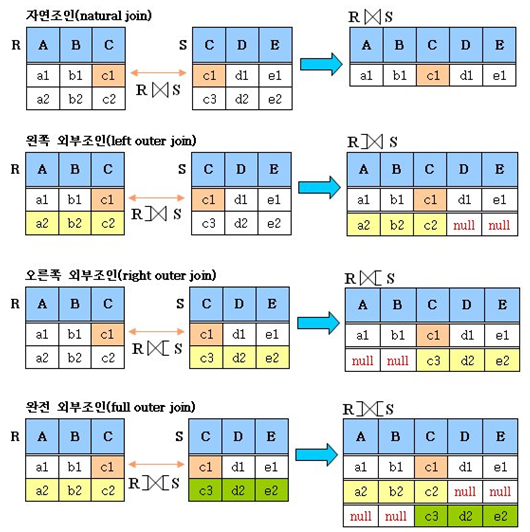 자연조인(natural join)
R ⋈ S
R A B C S C D E A B C D E
a1 b1 c1 c1 d1 e1 a1 b1 c1 d1 e1
R ⋈ S
a2 b2 c2 c3 d2 e2
왼쪽 외부조인(left outer join)
R ⟕ S
R A B C S C D E A B C D E
a1 b1 c1 c1 d1 e1 a1 b1 c1 d1 e1
R ⟕ S
a2 b2 c2 c3 d2 e2 a2 b2 c2 null null
오른쪽 외부조인(right outer join)
R ⟖ S
R A B C S C D E A B C D E
a1 b1 c1 c1 d1 e1 a1 b1 c1 d1 e1
R ⟖ S
a2 b2 c2 c3 d2 e2 null null c3 d2 e2
완전 외부조인(full outer join)
R ⟗ S
R A B C S C D E A B C D E
a1 b1 c1 c1 d1 e1 a1 b1 c1 d1 e1
R ⟗ S
a2 b2 c2 c3 d2 e2 a2 b2 c2 null null
null null c3 d2 e2